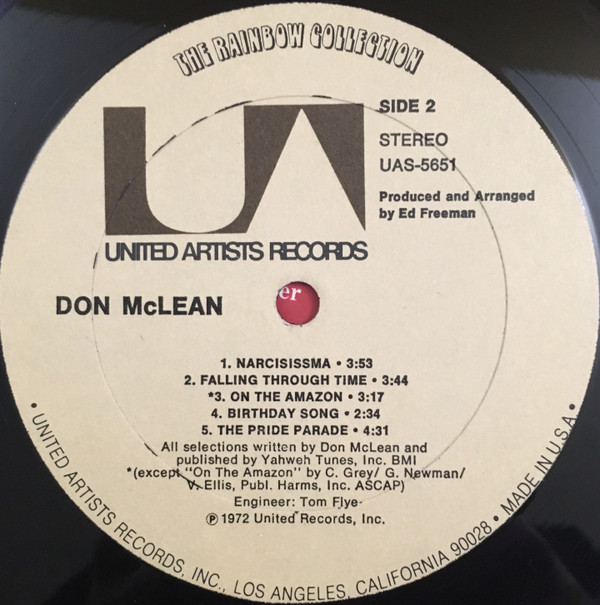 THE RAINBOW COLLECTION
UA
SIDE 2
STEREO
UAS-5651
Produced and Arranged
by Ed Freeman
UNITED ARTISTS RECORDS
er
DON McLEAN
1. NARCISISSMA • 3:53
2. FALLING THROUGH TIME • 3:44
*3. ON THE AMAZON • 3:17
4. BIRTHDAY SONG • 2:34
5. THE PRIDE PARADE • 4:31
All selections written by Don McLean and
published by Yahweh Tunes, Inc. BMI
*(except "On The Amazon" by C. Grey/ G. Newman/
V. Ellis, Publ. Harms, Inc. ASCAP)
Engineer: Tom Flye
℗ 1972 United Records, Inc.
• UNITED ARTISTS RECORDS, INC., LOS ANGELES, CALIFORNIA 90028 • MADE IN U.S.A. •